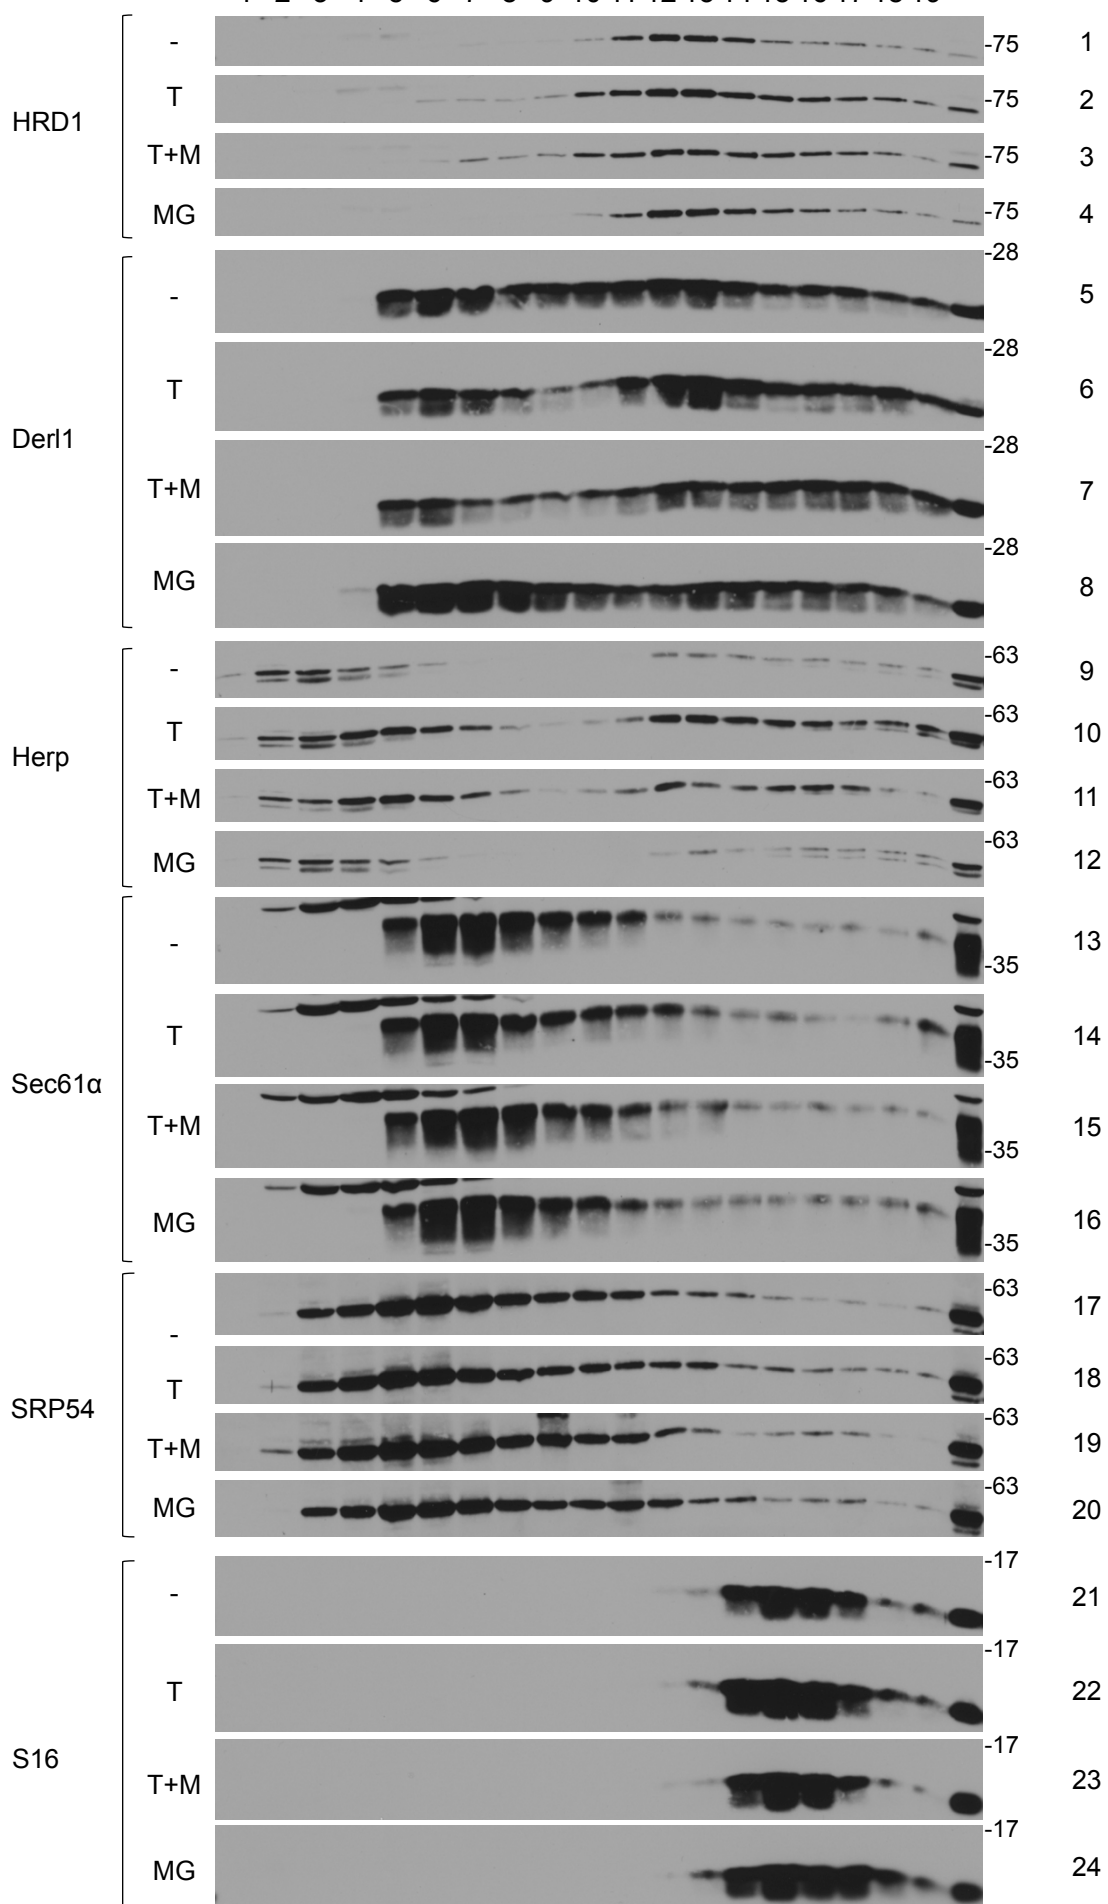 - -75 1
T -75 2
HRD1
T+M -75 3
MG -75 4
-28
- 5
-28
T 6
Derl1
-28
T+M 7
-28
MG 8
- -63 9
T -63 10
Herp
T+M -63 11
MG -63 12
- 13
-35
T 14
-35
Sec61α
T+M 15
-35
MG 16
-35
-63
- 17
-63
T 18
SRP54
-63
T+M 19
-63
MG 20
-17
- 21
-17
T 22
S16
-17
T+M 23
-17
MG 24